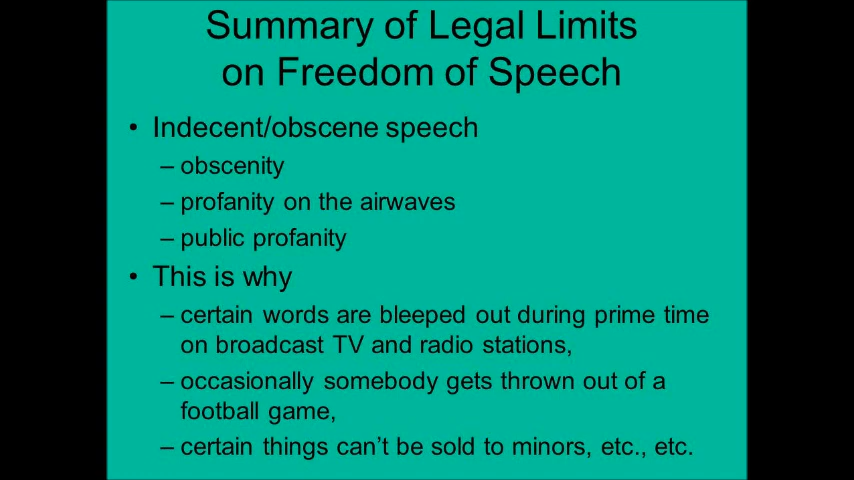 Summary of Legal Limits
on Freedom of Speech
• Indecent/obscene speech
– obscenity
– profanity on the airwaves
– public profanity
• This is why
– certain words are bleeped out during prime time
on broadcast TV and radio stations,
– occasionally somebody gets thrown out of a
football game,
– certain things can’t be sold to minors, etc., etc.